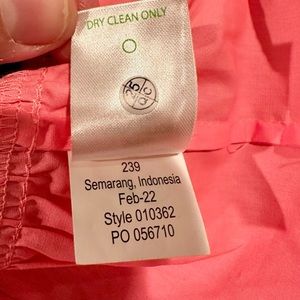 DRY CLEAN ONLY
239
Semarang, Indonesia
Feb-22
Style 010362
PO 056710